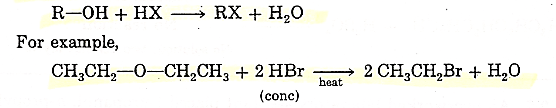 R—OH + HX ⟶ RX + H₂O
For example,
CH₃CH₂—O—CH₂CH₃ + 2 HBr ⟶ 2 CH₃CH₂Br + H₂O
(conc) heat